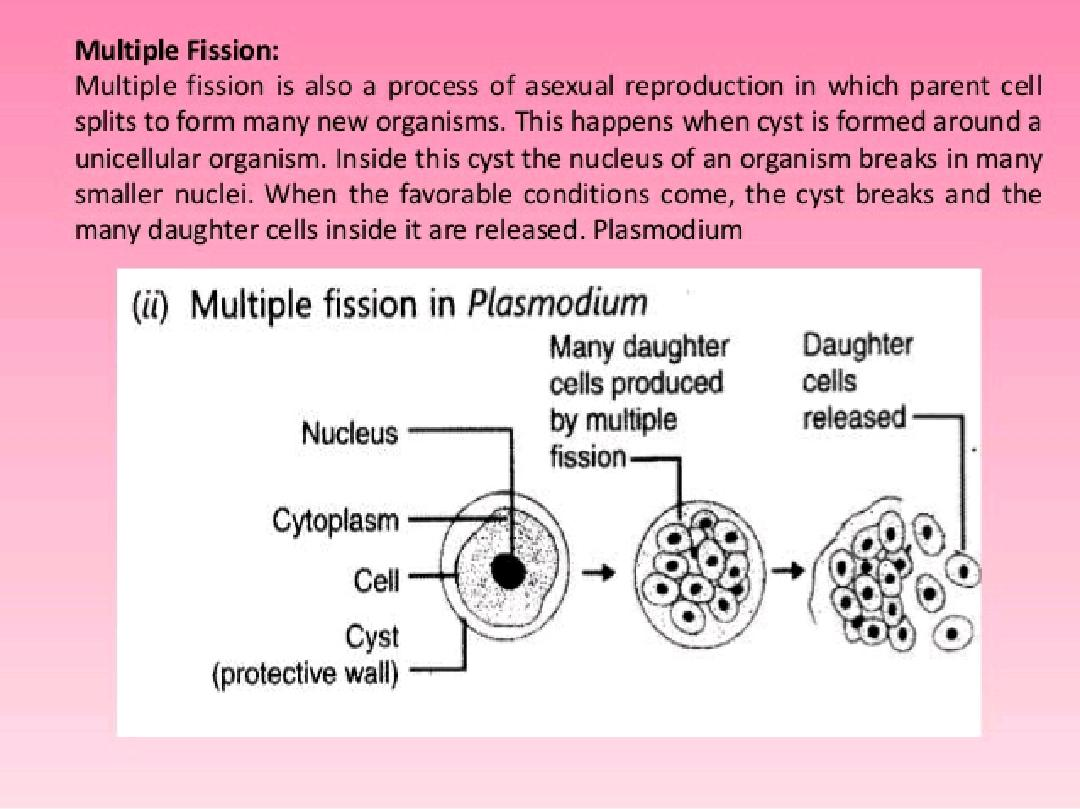 Multiple Fission:
Multiple fission is also a process of asexual reproduction in which parent cell
splits to form many new organisms. This happens when cyst is formed around a
unicellular organism. Inside this cyst the nucleus of an organism breaks in many
smaller nuclei. When the favorable conditions come, the cyst breaks and the
many daughter cells inside it are released. Plasmodium
(ii) Multiple fission in Plasmodium
Many daughter
cells produced
by multiple
fission
Daughter
cells
released
Nucleus
Cytoplasm
Cell
Cyst
(protective wall)